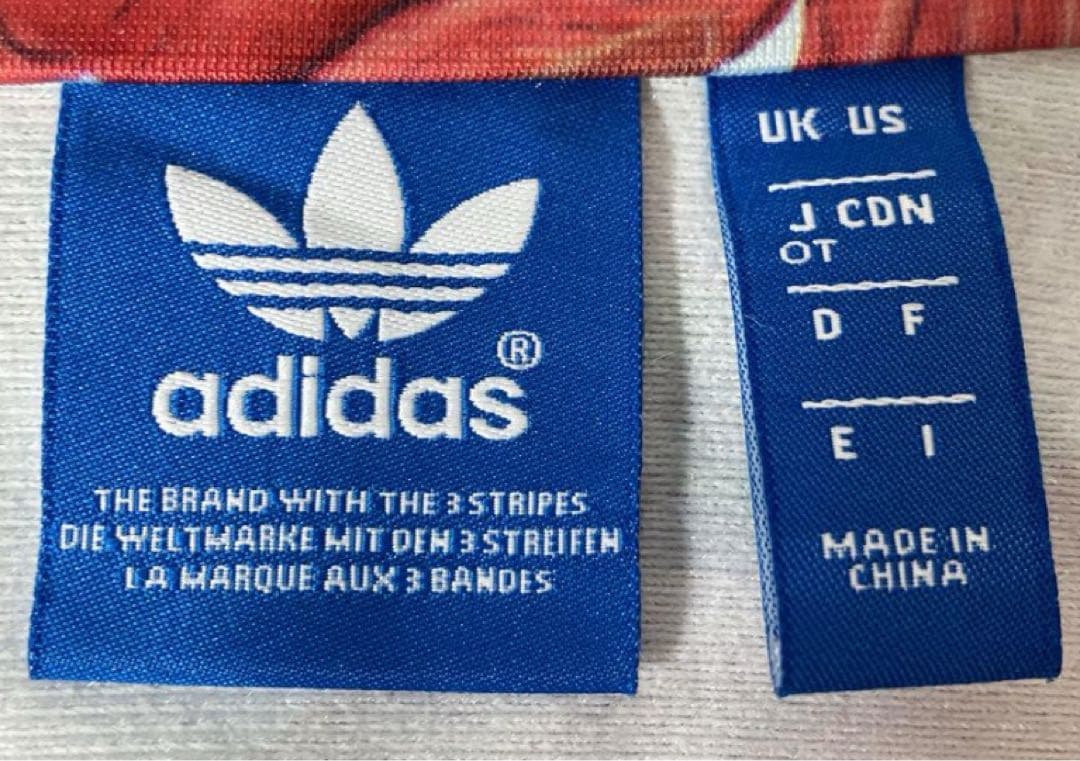 adidas®
THE BRAND WITH THE 3 STRIPES
DIE WELTMARKE MIT DEN 3 STREIFEN
LA MARQUE AUX 3 BANDES
UK US
J CDN
OT
D F
E I
MADE IN
CHINA